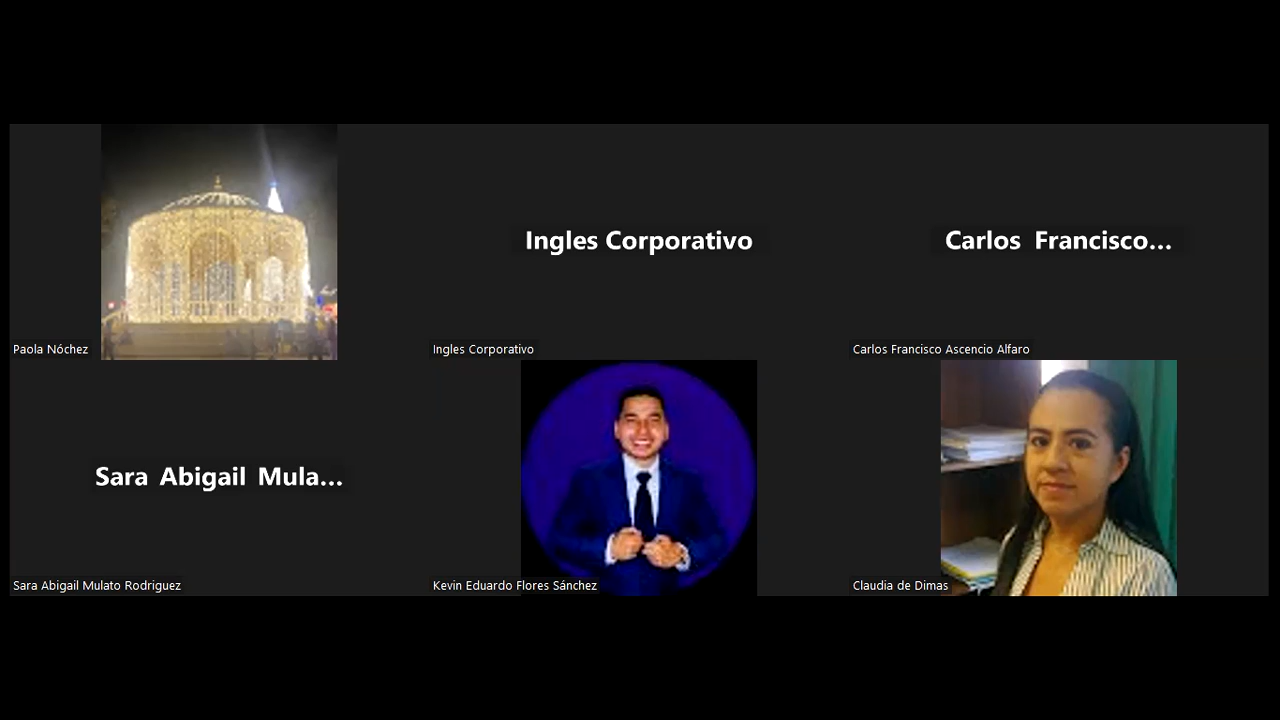 Ingles Corporativo
Carlos Francisco...
Paola Nóchez
Ingles Corporativo
Carlos Francisco Ascencio Alfaro
Sara Abigail Mula...
Sara Abigail Mulato Rodriguez
Kevin Eduardo Flores Sánchez
Claudia de Dimas